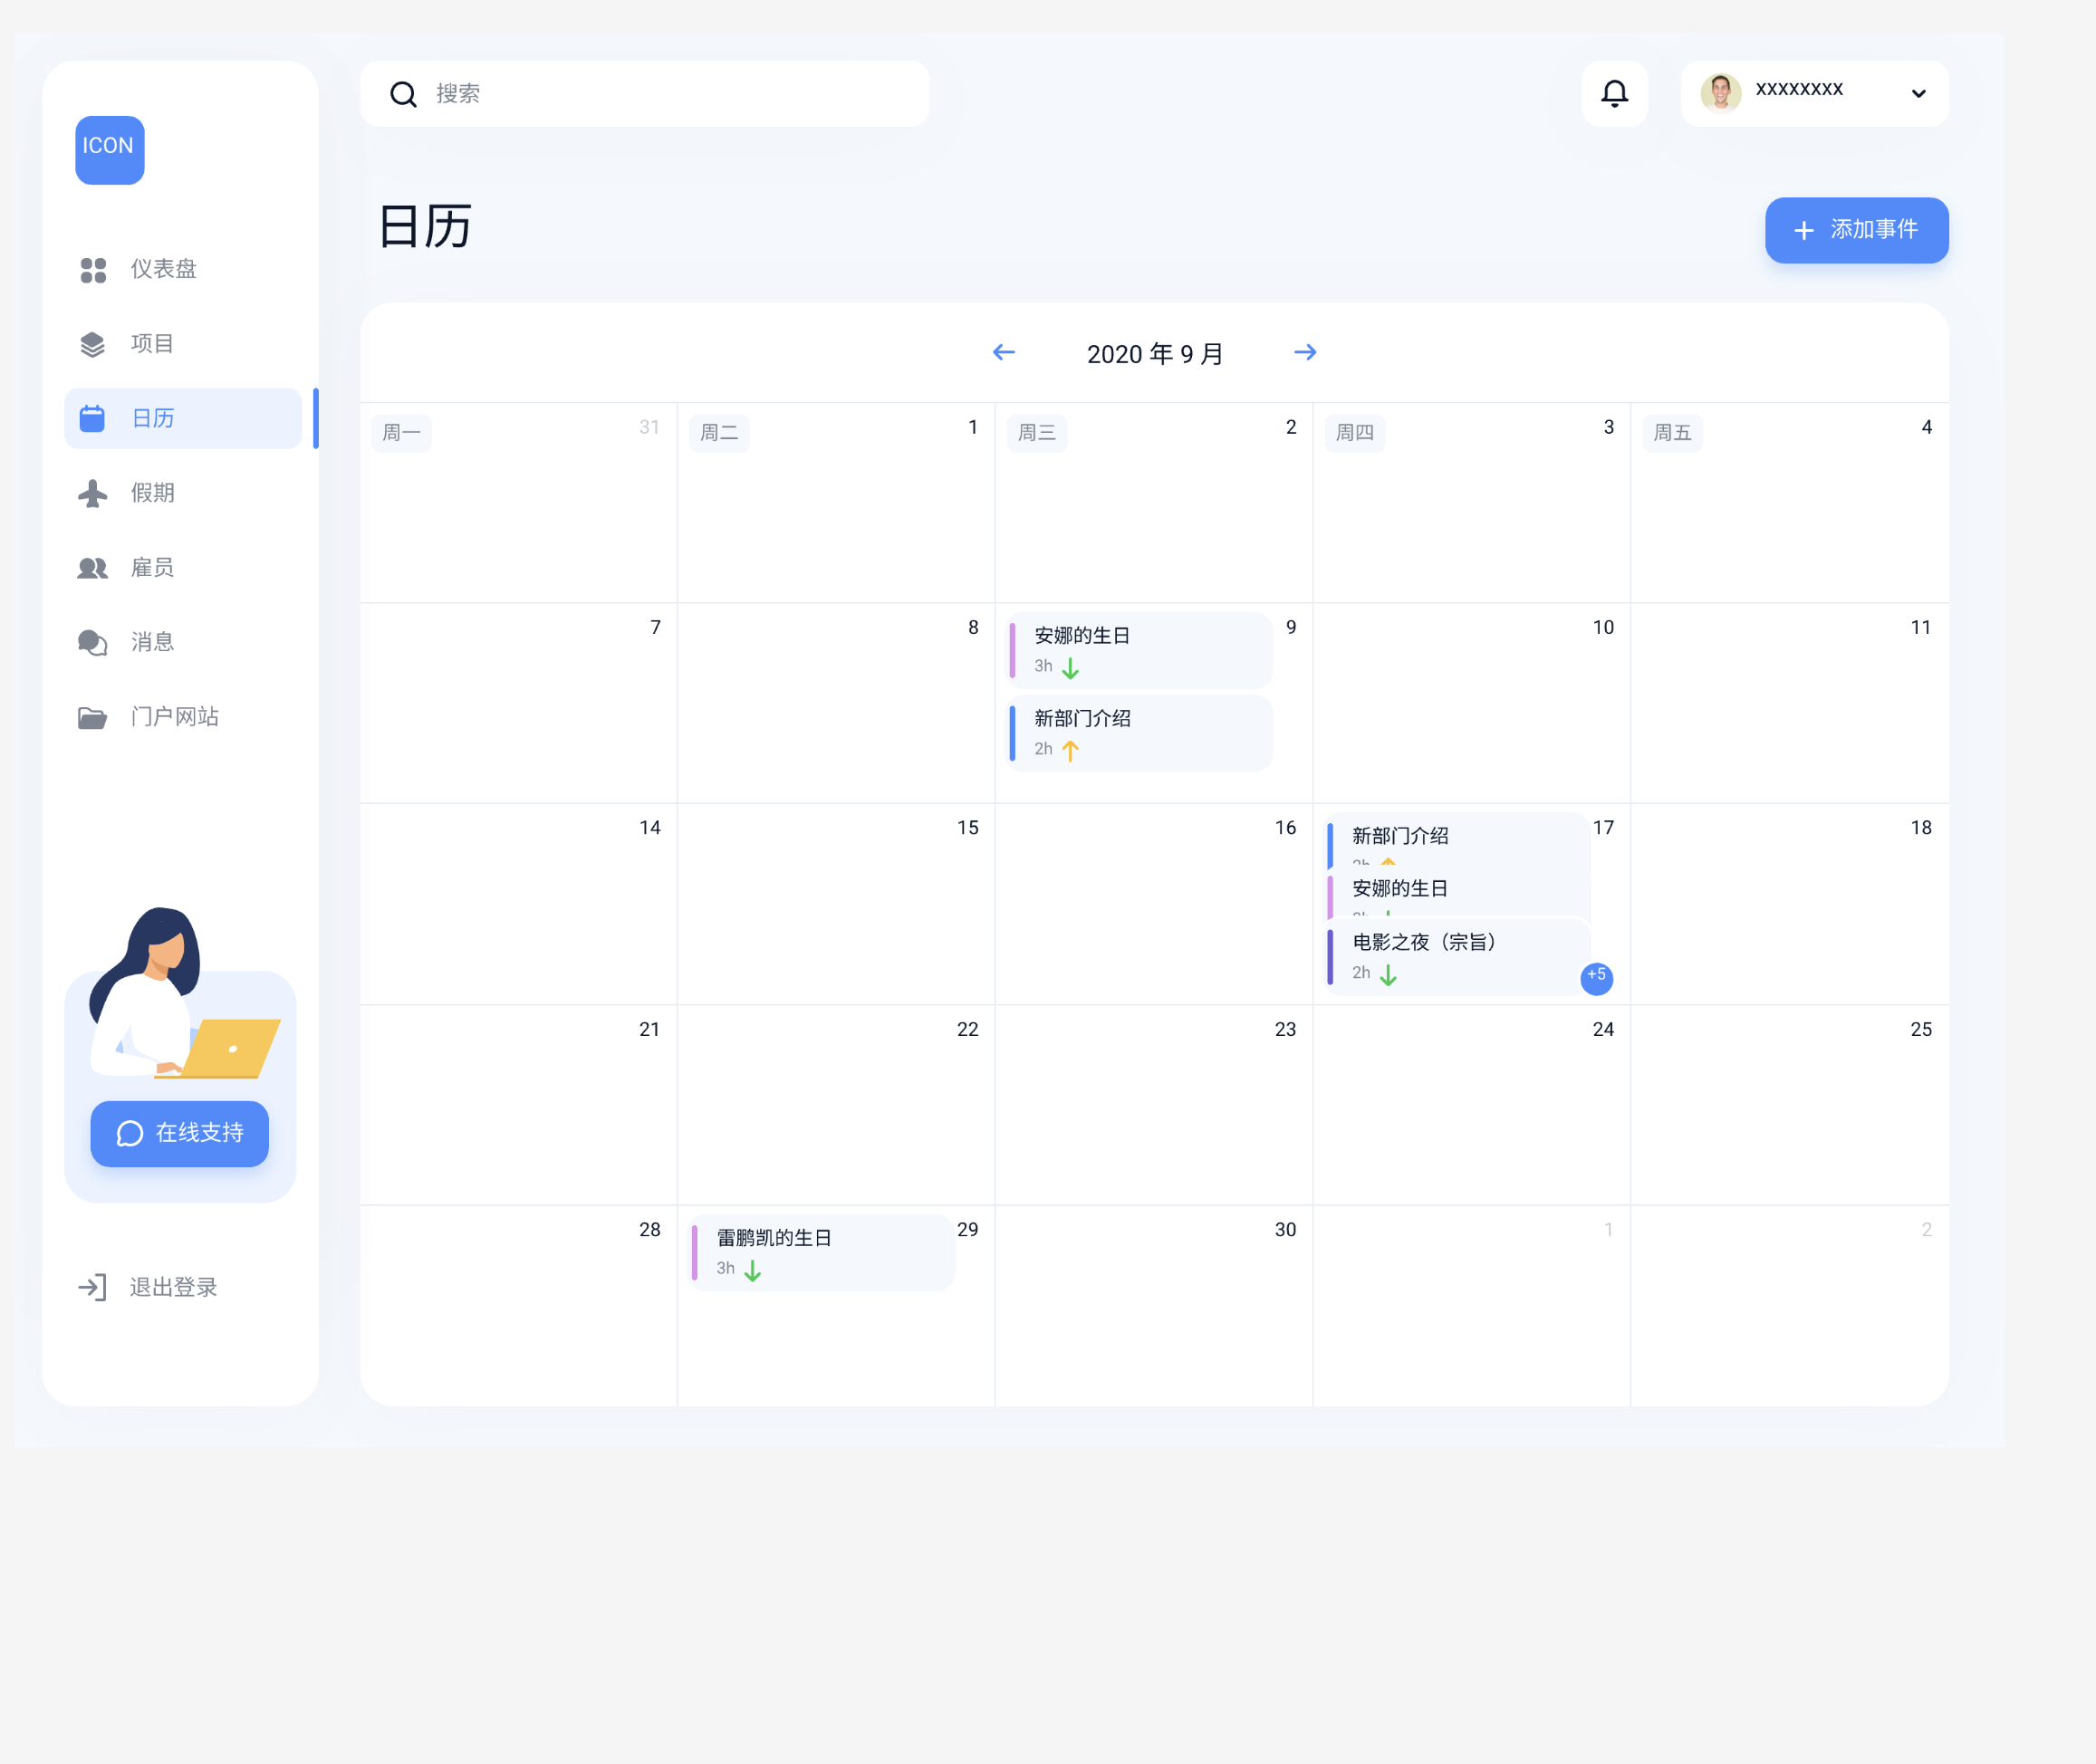 搜索
xxxxxxxx
ICON
日历
添加事件
仪表盘
项目
日历
假期
雇员
消息
门户网站
在线支持
退出登录
2020 年 9 月
周一 31 周二 1 周三 2 周四 3 周五 4
7 8 9 10 11
安娜的生日
3h
新部门介绍
2h
14 15 16 17 18
新部门介绍
安娜的生日
电影之夜（宗旨）
2h
+5
21 22 23 24 25
28 29 30 1 2
雷鹏凯的生日
3h